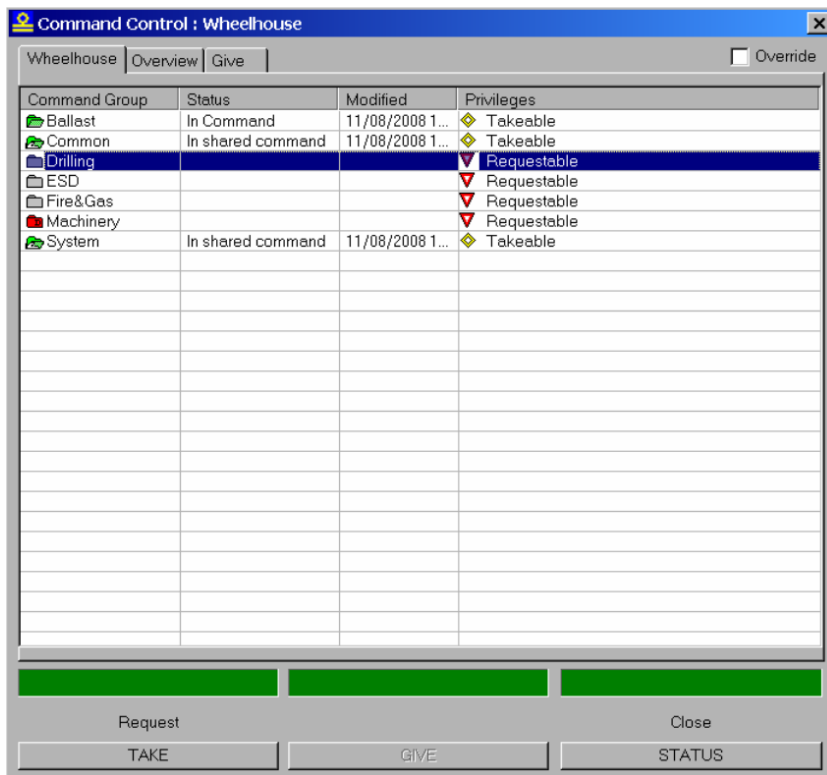 Command Control : Wheelhouse
Wheelhouse Overview Give Override
Command Group Status Modified Privileges
Ballast In Command 11/08/2008 1... Takeable
Common In shared command 11/08/2008 1... Takeable
Drilling Requestable
ESD Requestable
Fire&Gas Requestable
Machinery Requestable
System In shared command 11/08/2008 1... Takeable
Request Close
TAKE GIVE STATUS